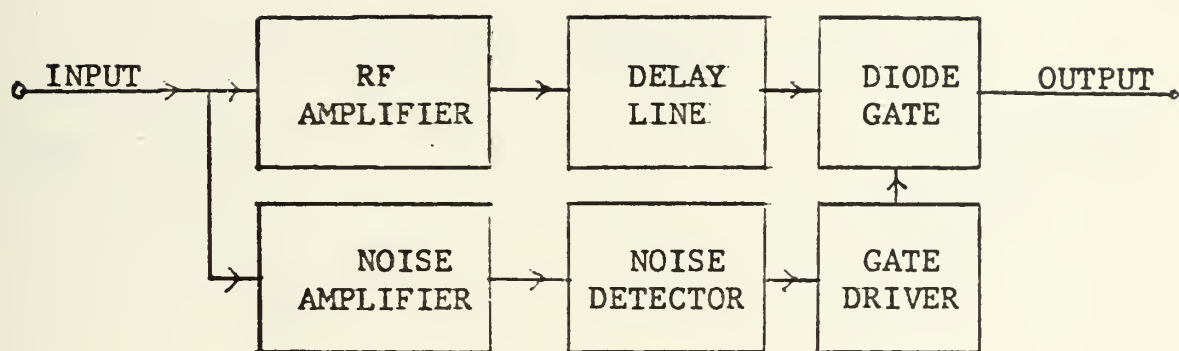 INPUT
RF
AMPLIFIER
DELAY
LINE
DIODE
GATE
OUTPUT
NOISE
AMPLIFIER
NOISE
DETECTOR
GATE
DRIVER